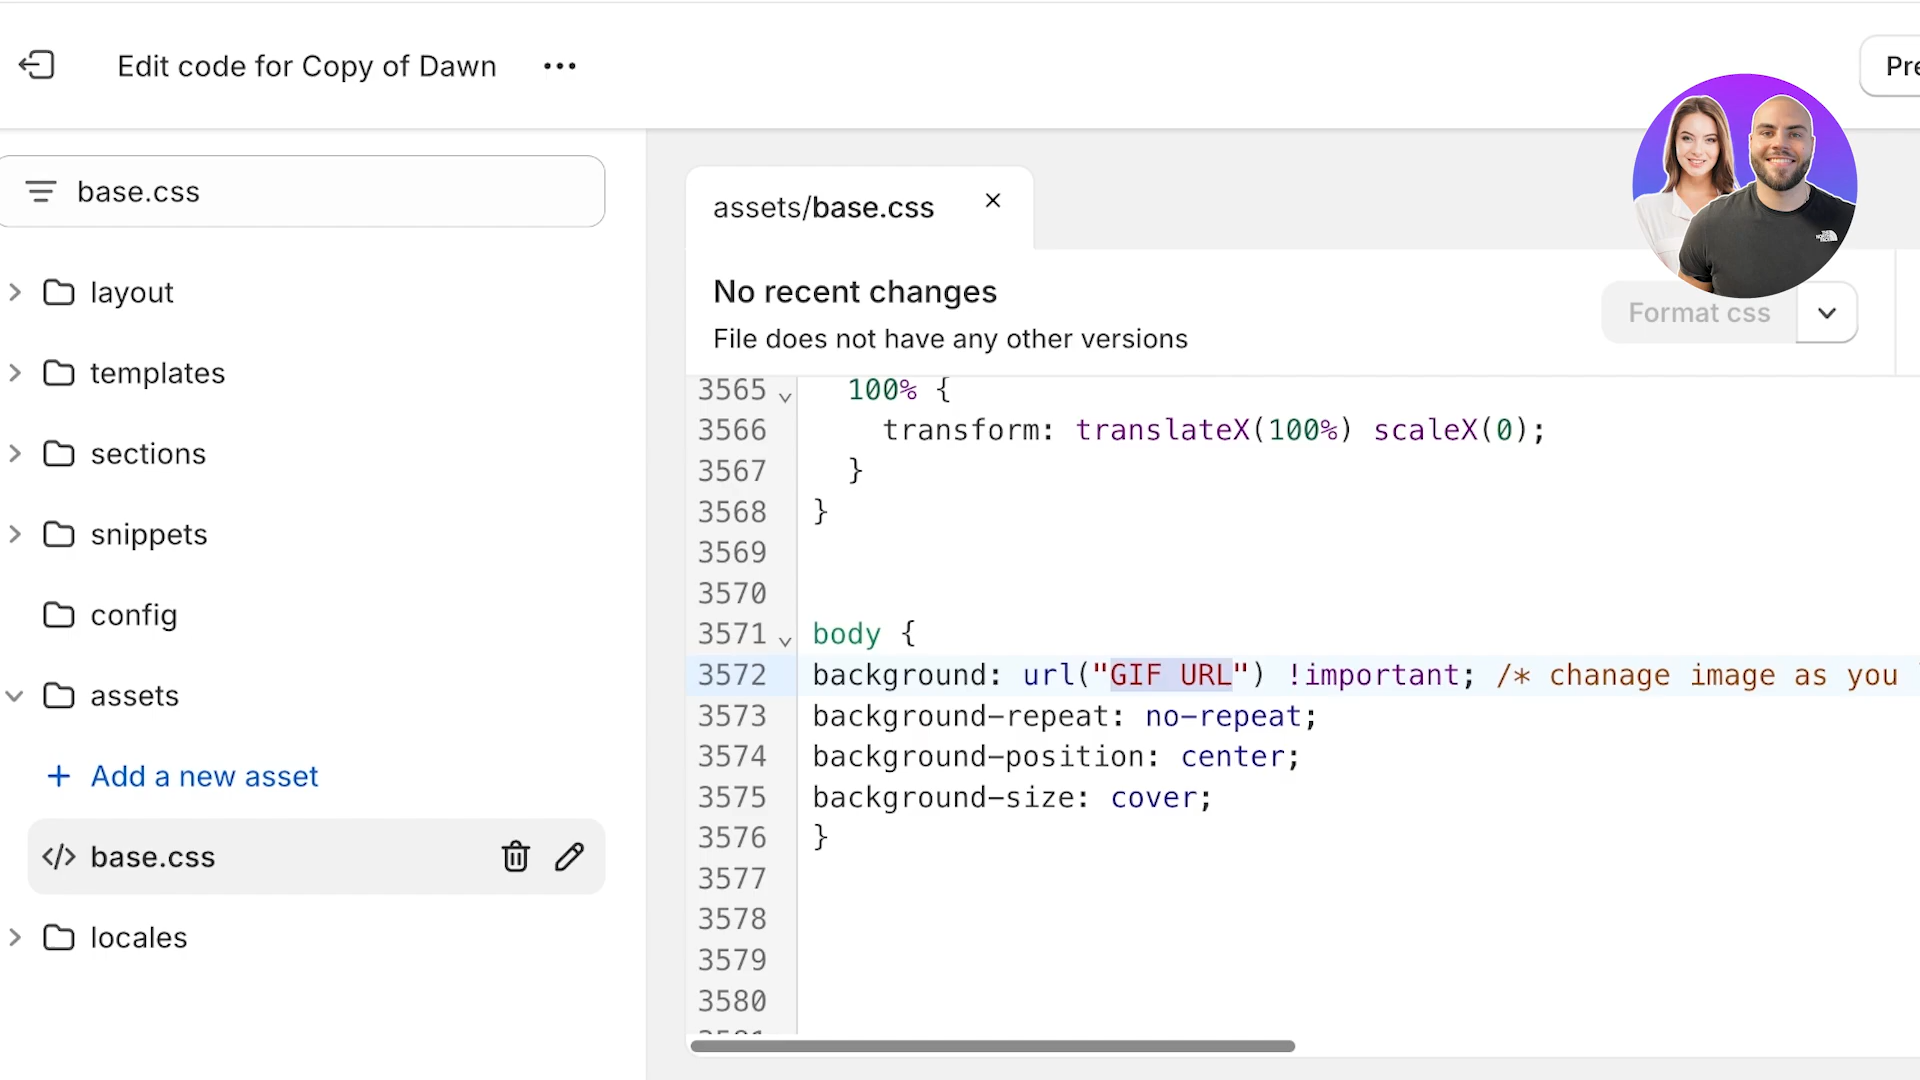 Edit code for Copy of Dawn
Pre
base.css
layout
templates
sections
snippets
config
assets
+ Add a new asset
</> base.css
locales
assets/base.css
No recent changes
File does not have any other versions
Format css
3565 100% {
3566 transform: translateX(100%) scaleX(0);
3567 }
3568 }
3569
3570
3571 body {
3572 background: url("GIF URL") !important; /* chanage image as you
3573 background-repeat: no-repeat;
3574 background-position: center;
3575 background-size: cover;
3576 }
3577
3578
3579
3580
3581
THE NORTH FACE